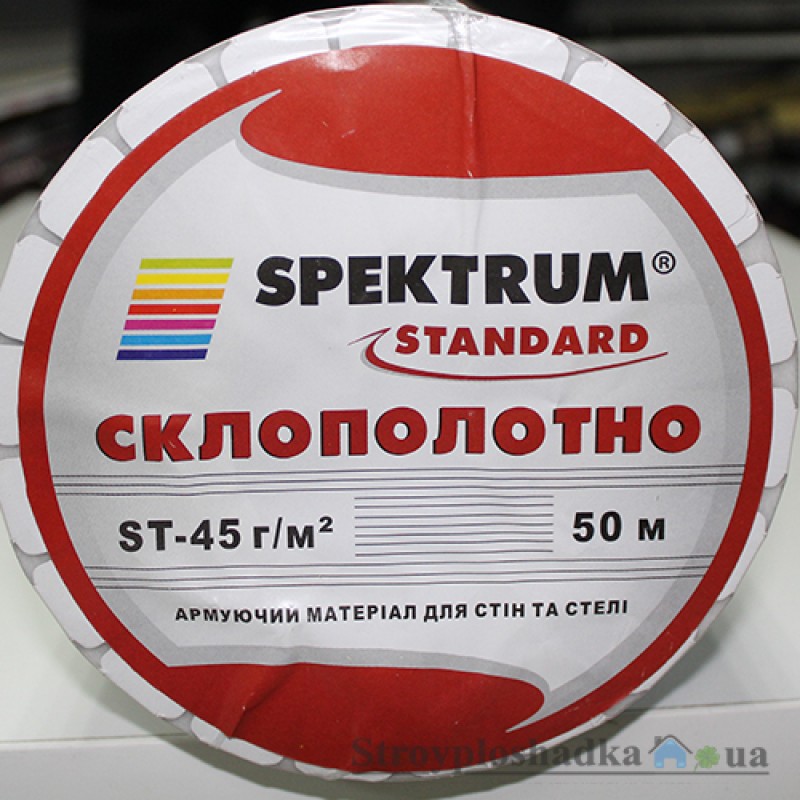 SPEKTRUM®
STANDARD
СКЛОПОЛОТНО
ST-45 г/м² 50 м
АРМУЮЧИЙ МАТЕРІАЛ ДЛЯ СТІН ТА СТЕЛІ
Stroyploshadka.ua